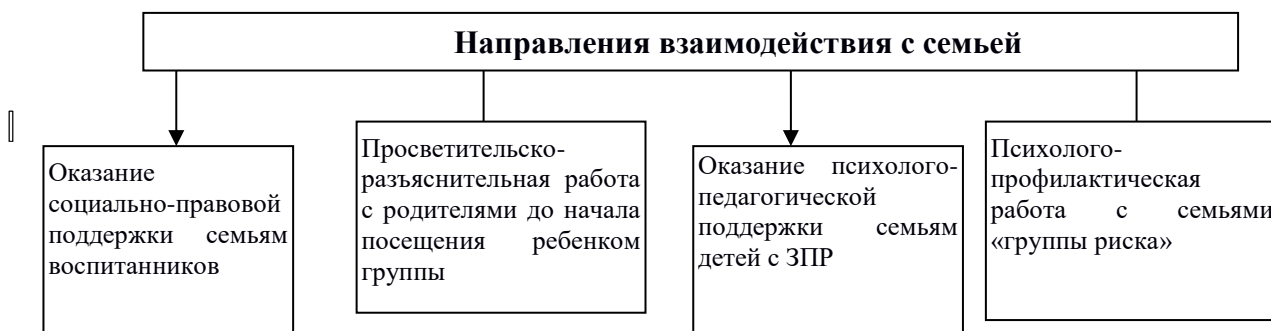 Направления взаимодействия с семьей
Оказание
социально-правовой
поддержки семьям
воспитанников
Просветительско-
разъяснительная работа
с родителями до начала
посещения ребенком
группы
Оказание психолого-
педагогической
поддержки семьям
детей с ЗПР
Психолого-
профилактическая
работа с семьями
«группы риска»